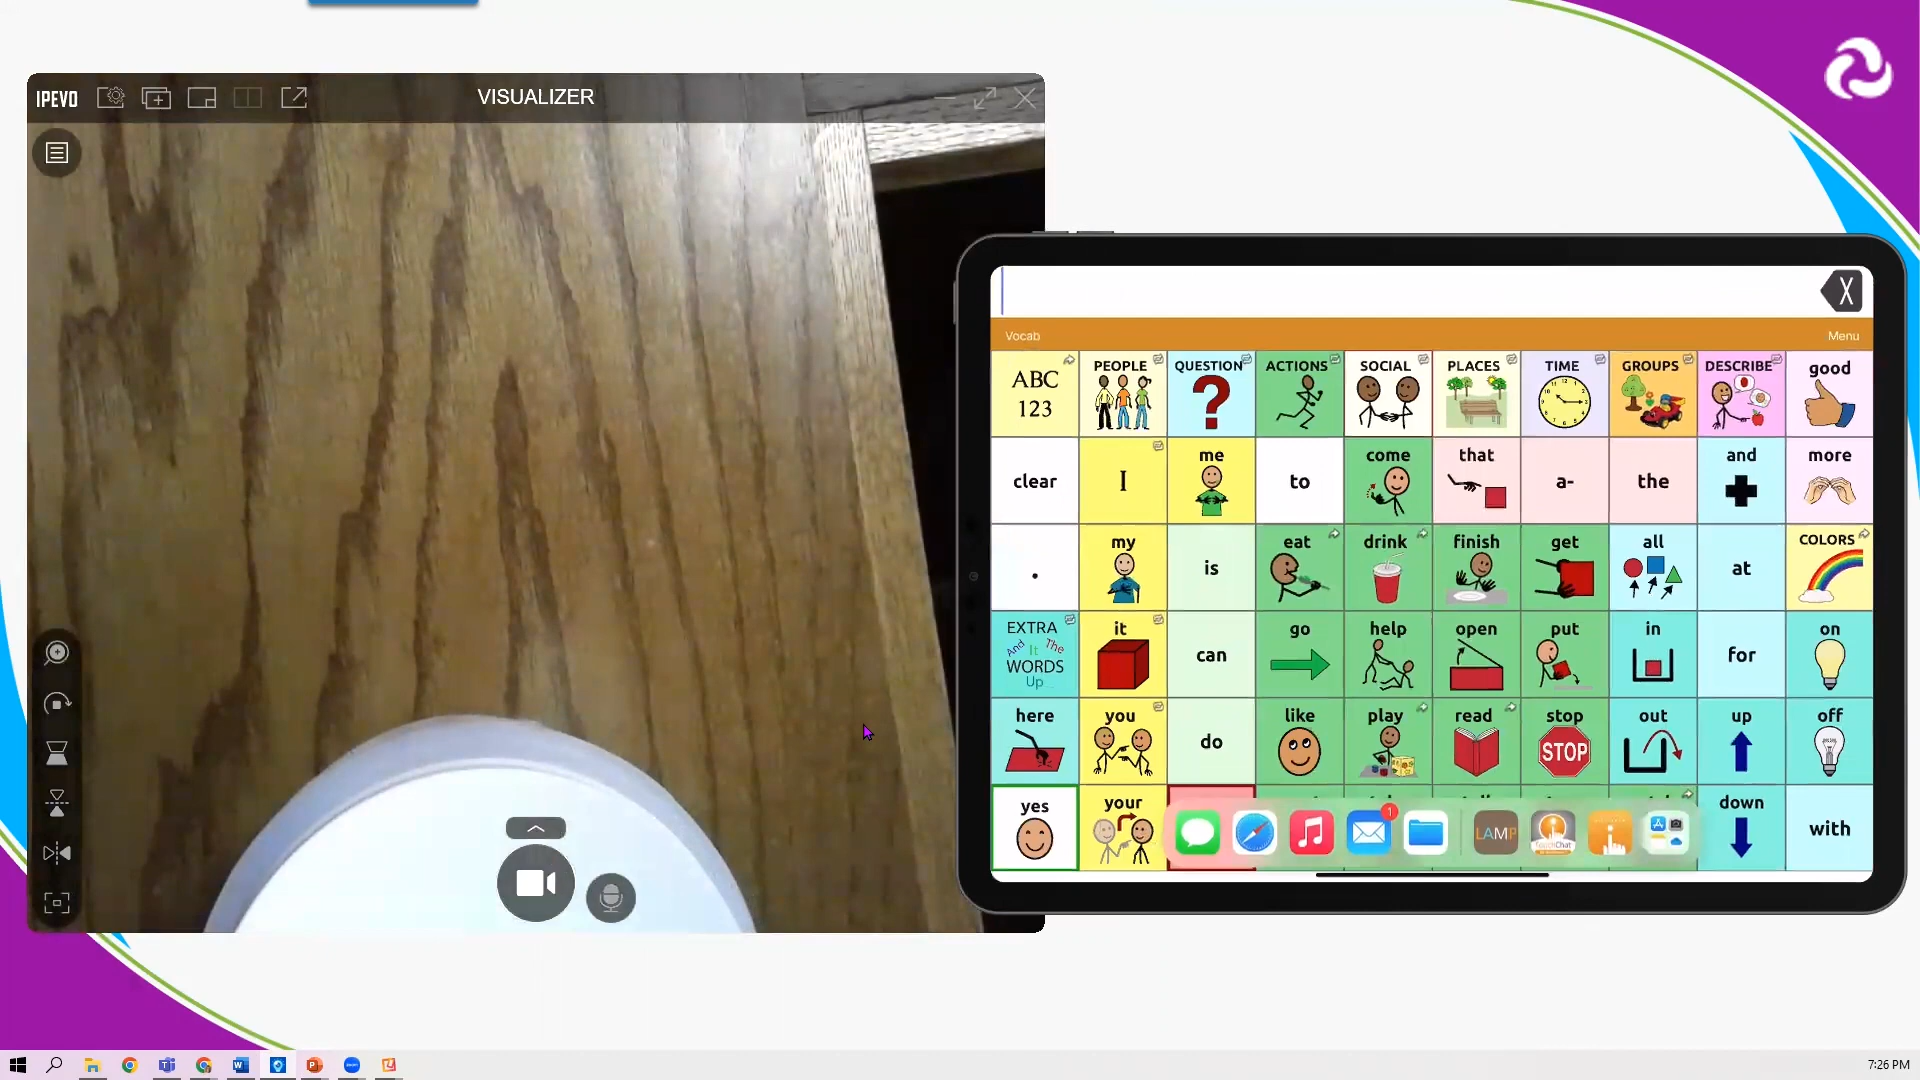 IPEVO
VISUALIZER
Vocab Menu
ABC 123 PEOPLE QUESTION ACTIONS SOCIAL PLACES TIME GROUPS DESCRIBE good
clear I me to come that a- the and more
. my is eat drink finish get all at COLORS
EXTRA And It The WORDS Up it can go help open put in for on
here you do like play read stop STOP out up off
yes your down with
1
LAMP TouchChat
7:26 PM